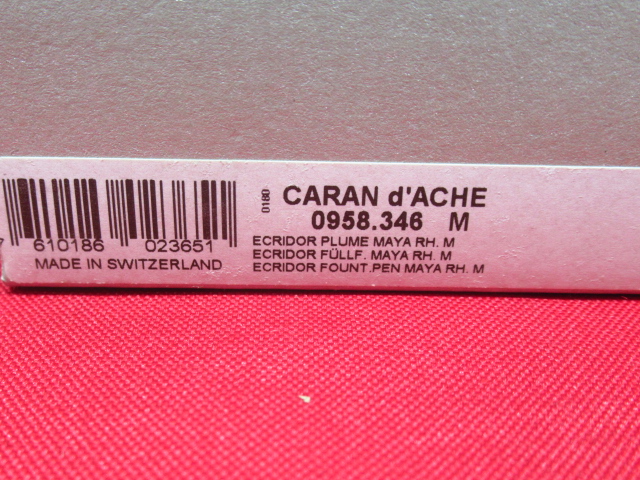 0180
CARAN d'ACHE
0958.346 M
7 610186 023651
MADE IN SWITZERLAND
ECRIDOR PLUME MAYA RH. M
ECRIDOR FÜLLF. MAYA RH. M
ECRIDOR FOUNT.PEN MAYA RH. M